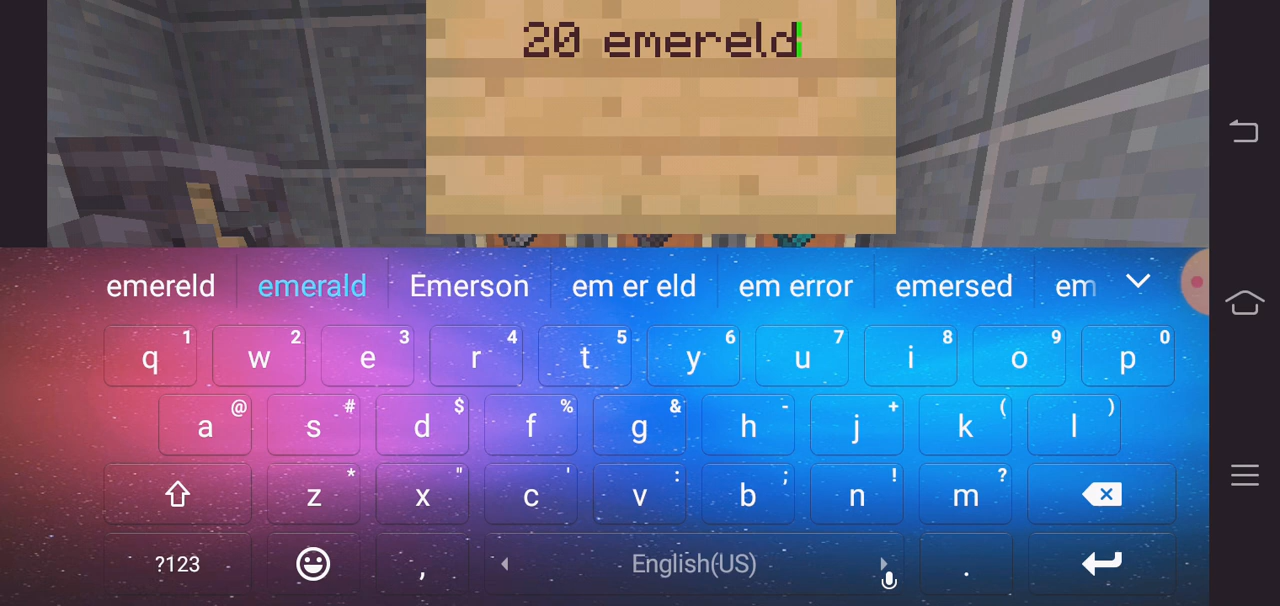 20 emereld
emereld emerald Emerson em er eld em error emersed em
1 2 3 4 5 6 7 8 9 0
q w e r t y u i o p
@ # $ % & - + ( )
a s d f g h j k l
* " ' : ; ! ?
z x c v b n m
?123 , English(US) .